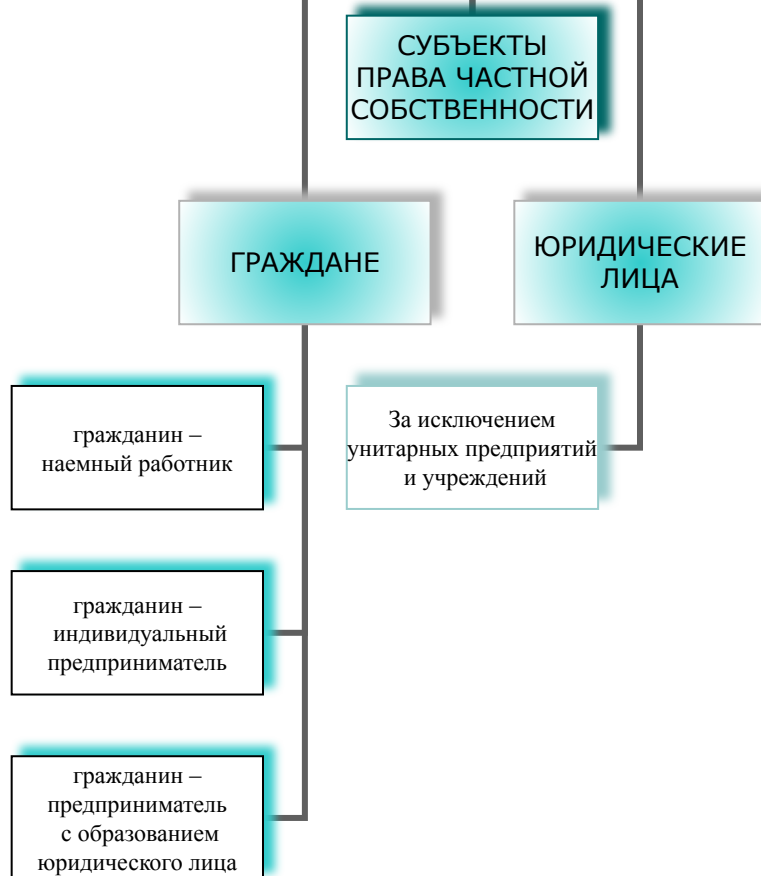 СУБЪЕКТЫ
ПРАВА ЧАСТНОЙ
СОБСТВЕННОСТИ
ГРАЖДАНЕ
ЮРИДИЧЕСКИЕ
ЛИЦА
гражданин –
наемный работник
За исключением
унитарных предприятий
и учреждений
гражданин –
индивидуальный
предприниматель
гражданин –
предприниматель
с образованием
юридического лица